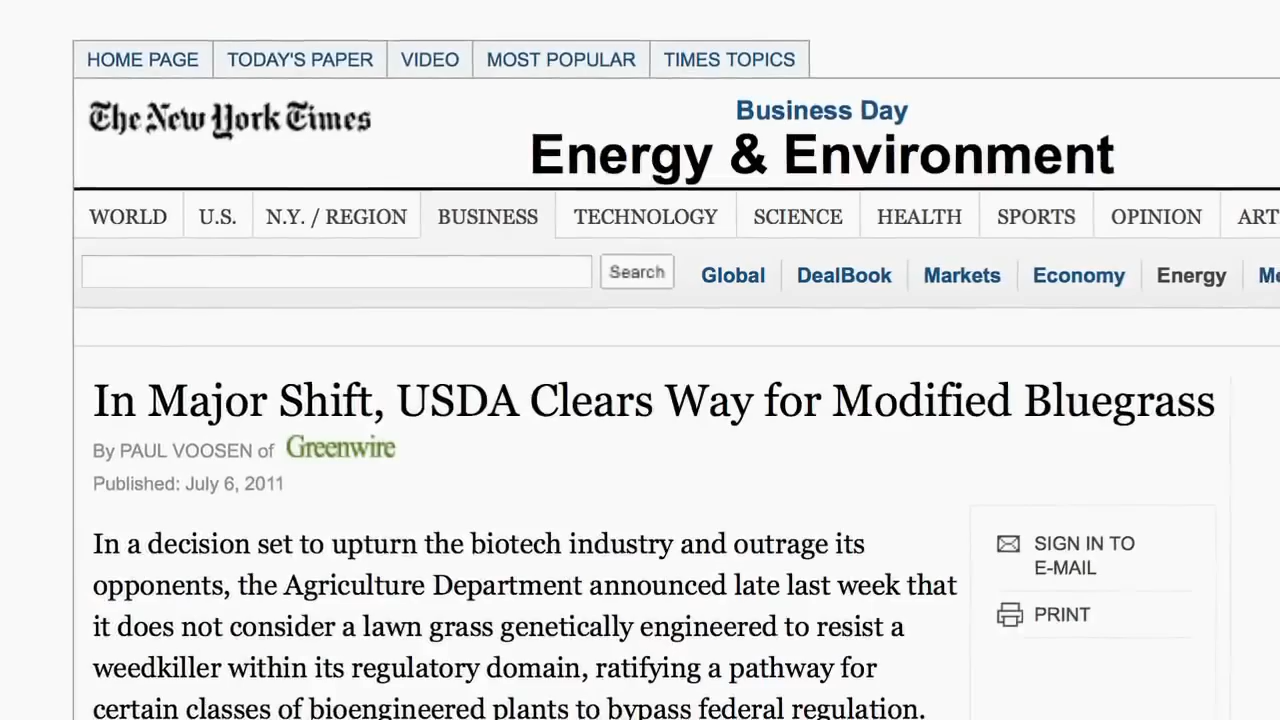 HOME PAGE TODAY'S PAPER VIDEO MOST POPULAR TIMES TOPICS
The New York Times
Business Day
Energy & Environment
WORLD U.S. N.Y. / REGION BUSINESS TECHNOLOGY SCIENCE HEALTH SPORTS OPINION ART
Search Global DealBook Markets Economy Energy Me
In Major Shift, USDA Clears Way for Modified Bluegrass
By PAUL VOOSEN of Greenwire
Published: July 6, 2011
In a decision set to upturn the biotech industry and outrage its
opponents, the Agriculture Department announced late last week that
it does not consider a lawn grass genetically engineered to resist a
weedkiller within its regulatory domain, ratifying a pathway for
certain classes of bioengineered plants to bypass federal regulation.
SIGN IN TO
E-MAIL
PRINT